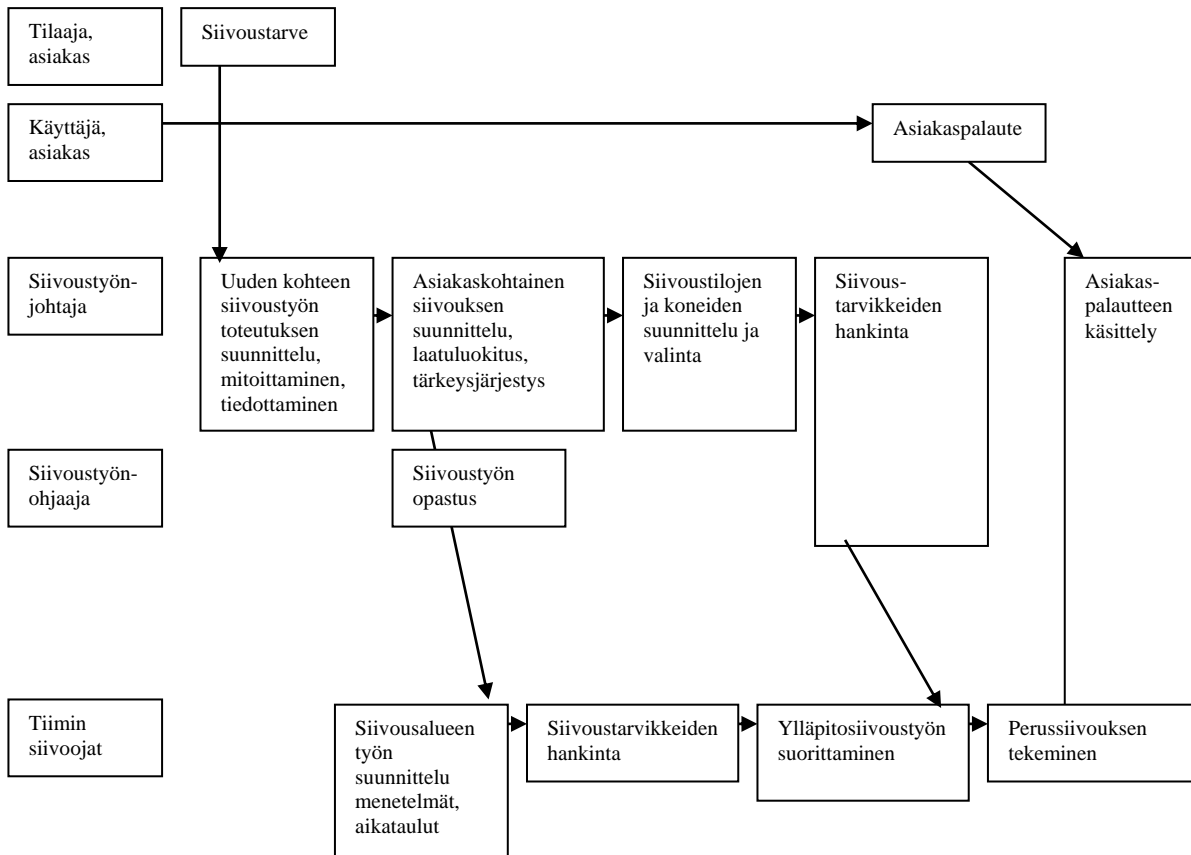 Tilaaja,
asiakas
Siivoustarve
Käyttäjä,
asiakas
Asiakaspalaute
Siivoustyön-
johtaja
Uuden kohteen
siivoustyön
toteutuksen
suunnittelu,
mitoittaminen,
tiedottaminen
Asiakaskohtainen
siivouksen
suunnittelu,
laatuluokitus,
tärkeysjärjestys
Siivoustilojen
ja koneiden
suunnittelu ja
valinta
Siivous-
tarvikkeiden
hankinta
Asiakas-
palautteen
käsittely
Siivoustyön-
ohjaaja
Siivoustyön
opastus
Tiimin
siivoojat
Siivousalueen
työn
suunnittelu
menetelmät,
aikataulut
Siivoustarvikkeiden
hankinta
Ylläpitosiivoustyön
suorittaminen
Perussiivouksen
tekeminen